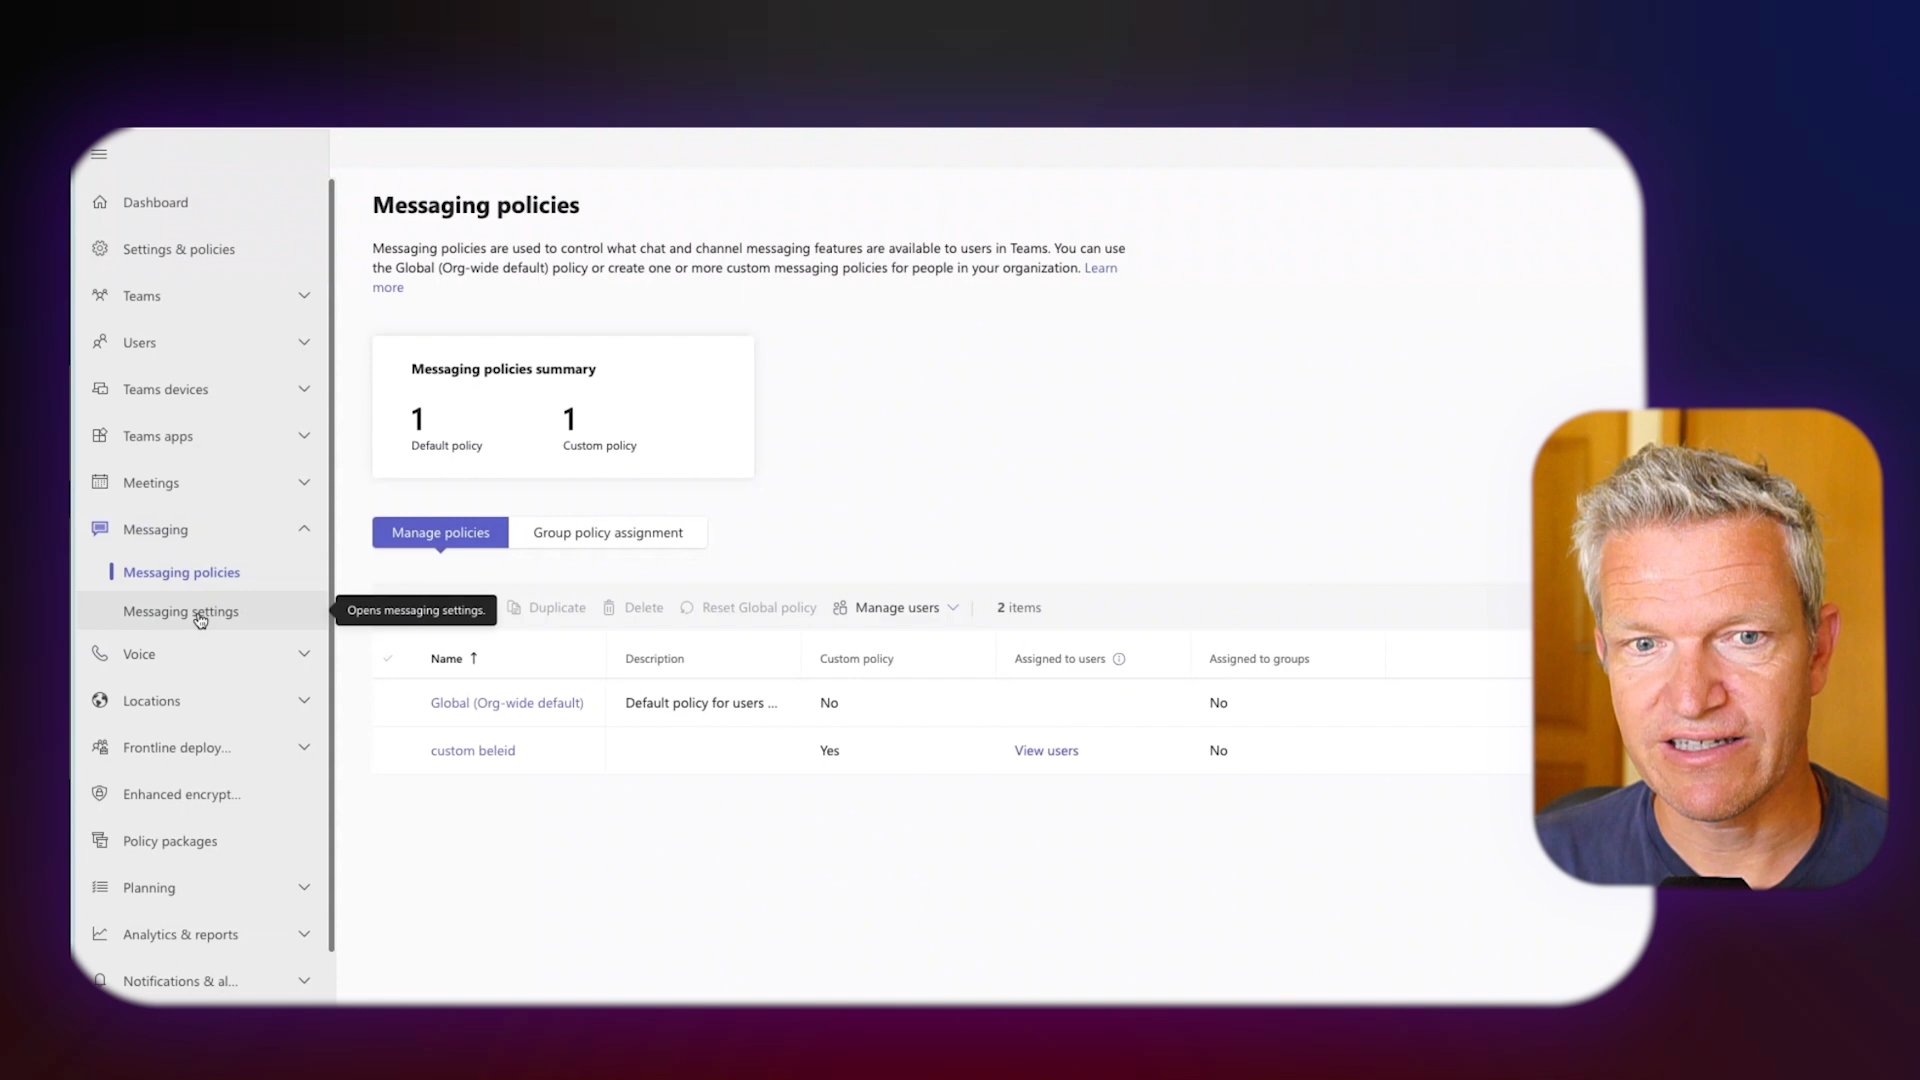 Dashboard
Settings & policies
Teams
Users
Teams devices
Teams apps
Meetings
Messaging
Messaging policies
Messaging settings
Voice
Locations
Frontline deploy...
Enhanced encrypt...
Policy packages
Planning
Analytics & reports
Notifications & al...
Messaging policies
Messaging policies are used to control what chat and channel messaging features are available to users in Teams. You can use
the Global (Org-wide default) policy or create one or more custom messaging policies for people in your organization. Learn
more
Messaging policies summary
1 1
Default policy Custom policy
Manage policies Group policy assignment
Opens messaging settings. Duplicate Delete Reset Global policy Manage users 2 items
Name Description Custom policy Assigned to users Assigned to groups
Global (Org-wide default) Default policy for users ... No No
custom beleid Yes View users No